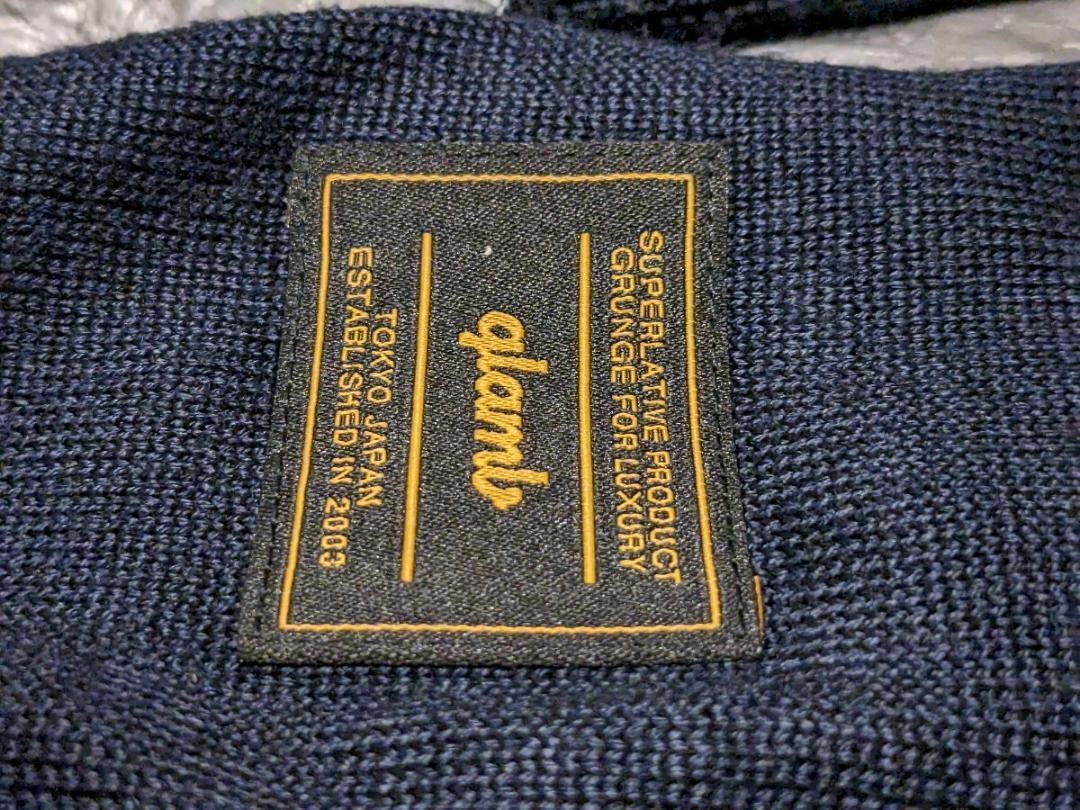 SUPERLATIVE PRODUCT
GRUNGE FOR LUXURY
glamb
TOKYO JAPAN
ESTABLISHED IN 2003